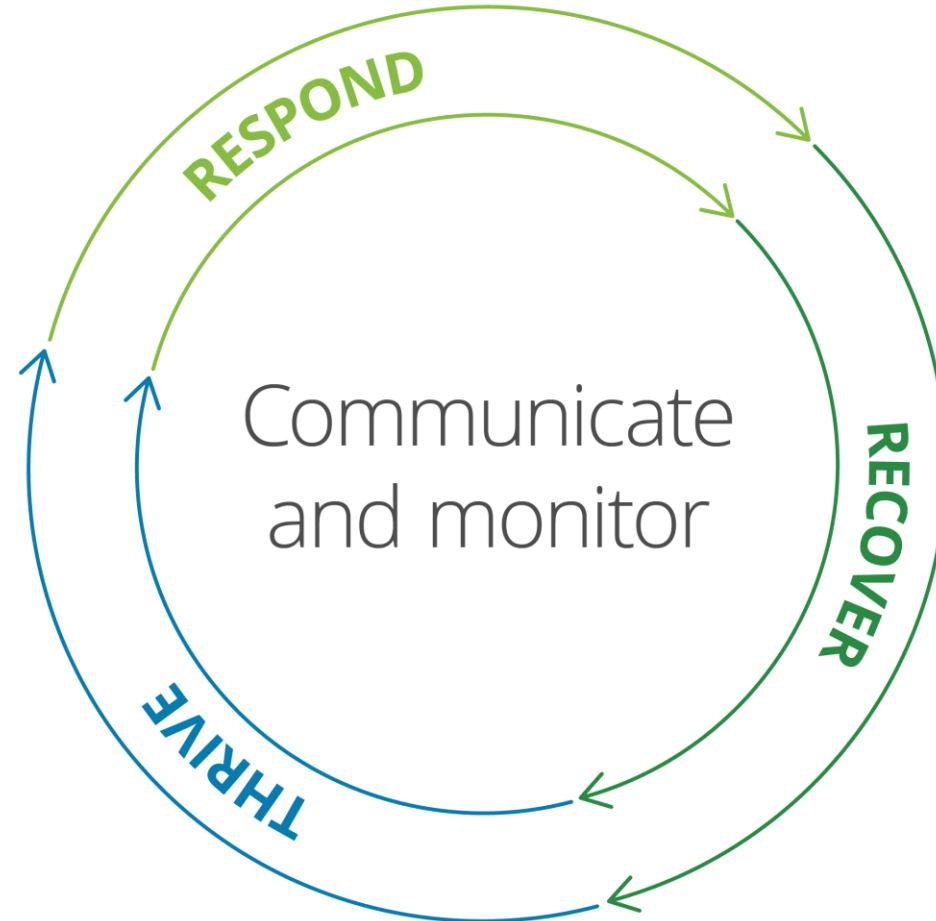 RESPOND
Communicate
and monitor
RECOVER
THRIVE